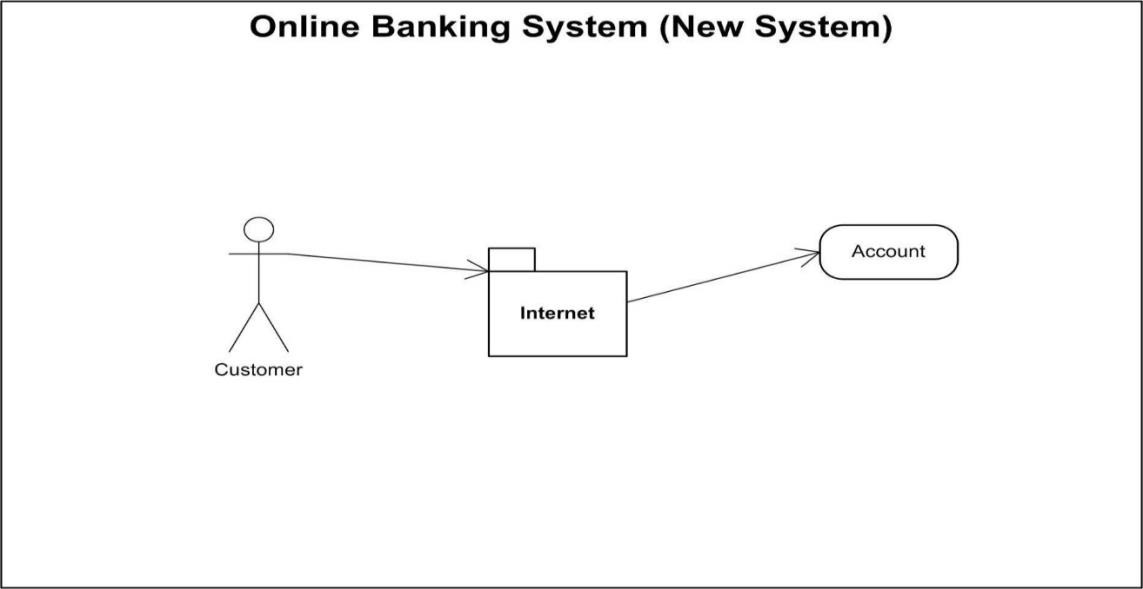 Online Banking System (New System)
Account
Internet
Customer